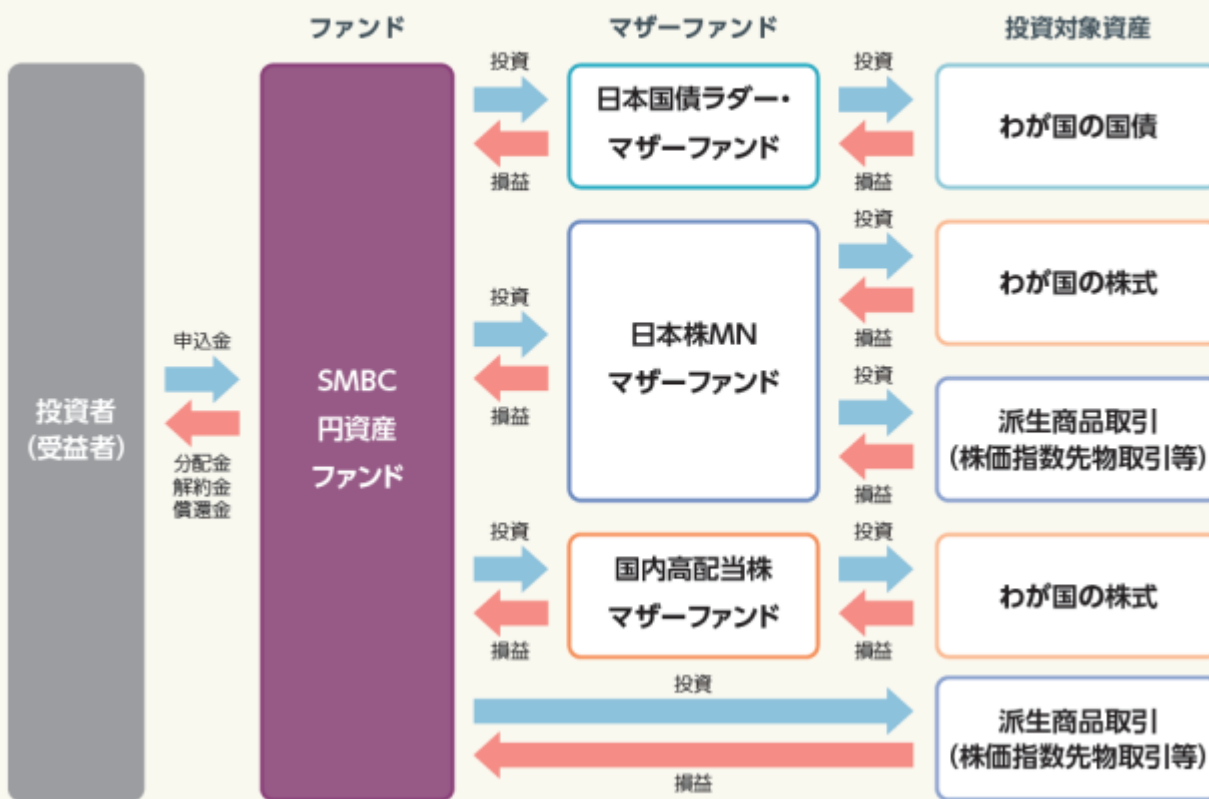 ファンド
マザーファンド
投資対象資産
投資者
(受益者)
申込金
分配金
解約金
償還金
SMBC
円資産
ファンド
投資
損益
日本国債ラダー・
マザーファンド
投資
損益
わが国の国債
投資
損益
日本株MN
マザーファンド
投資
損益
わが国の株式
投資
損益
派生商品取引
(株価指数先物取引等)
投資
損益
国内高配当株
マザーファンド
投資
損益
わが国の株式
投資
損益
派生商品取引
(株価指数先物取引等)